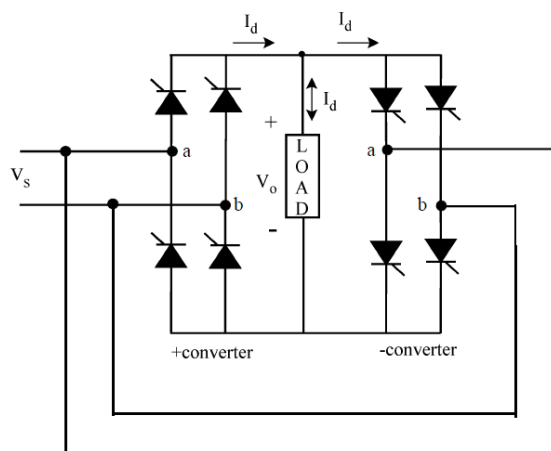 I_d I_d
I_d
+
a
a
V_s
V_o
LOAD
b
b
-
+converter
-converter